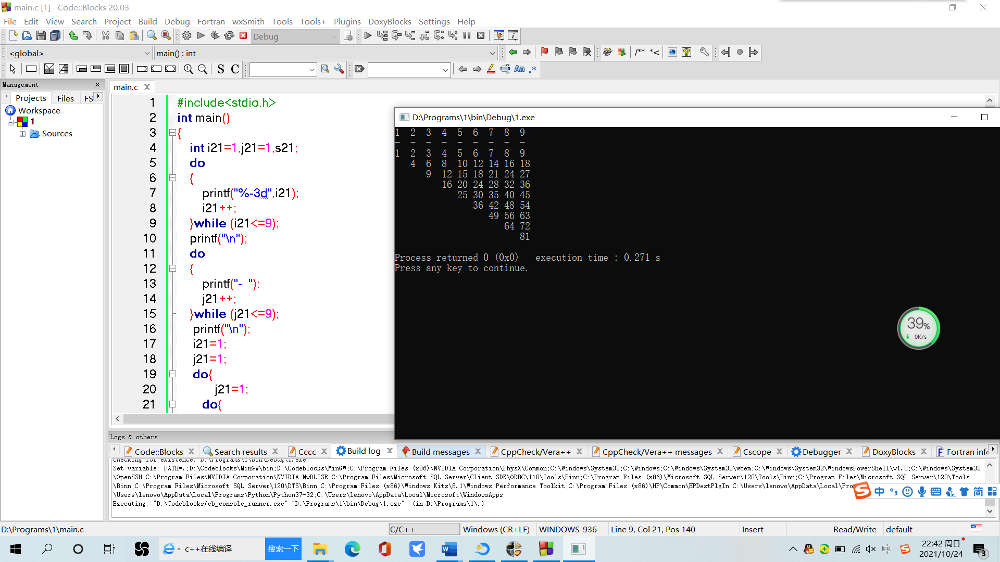 main.c [1] - Code::Blocks 20.03
File Edit View Search Project Build Debug Fortran wxSmith Tools Tools+ Plugins DoxyBlocks Settings Help
Debug
<global> main() : int /** *<
S C Aa .*
Management
Projects Files FS
Workspace
1
Sources
main.c
1 #include<stdio.h>
2 int main()
3 {
4 int i21=1,j21=1,s21;
5 do
6 {
7 printf("%-3d",i21);
8 i21++;
9 }while (i21<=9);
10 printf("\n");
11 do
12 {
13 printf("-  ");
14 j21++;
15 }while (j21<=9);
16 printf("\n");
17 i21=1;
18 j21=1;
19 do{
20 j21=1;
21 do{
D:\Programs\1\bin\Debug\1.exe
1 2 3 4 5 6 7 8 9
- - - - - - - - -
1 2 3 4 5 6 7 8 9
4 6 8 10 12 14 16 18
9 12 15 18 21 24 27
16 20 24 28 32 36
25 30 35 40 45
36 42 48 54
49 56 63
64 72
81
Process returned 0 (0x0)   execution time : 0.271 s
Press any key to continue.
39%
0K/s
Logs & others
Code::Blocks Search results Cccc Build log Build messages CppCheck/Vera++ CppCheck/Vera++ messages Cscope Debugger DoxyBlocks Fortran info
Checking for existence: D:\Programs\1\bin\Debug\1.exe
Set variable: PATH=.;D:\Codeblocks\MinGW\bin;D:\Codeblocks\MinGW;C:\Program Files (x86)\NVIDIA Corporation\PhysX\Common;C:\Windows\System32;C:\Windows;C:\Windows\System32\wbem;C:\Windows\System32\WindowsPowerShell\v1.0;C:\Windows\System32
\OpenSSH;C:\Program Files\NVIDIA Corporation\NVIDIA NvDLISR;C:\Program Files\Microsoft SQL Server\Client SDK\ODBC\110\Tools\Binn;C:\Program Files (x86)\Microsoft SQL Server\120\Tools\Binn;C:\Program Files\Microsoft SQL Server\120\Tools
\Binn;C:\Program Files\Microsoft SQL Server\120\DTS\Binn;C:\Program Files (x86)\Windows Kits\8.1\Windows Performance Toolkit;C:\Program Files (x86)\HP\Common\HPDestPlgIn;C:\Users\lenovo\AppData\Local\Pro
\Users\lenovo\AppData\Local\Programs\Python\Python37-32;C:\Users\lenovo\AppData\Local\Microsoft\WindowsApps
Executing: "D:\Codeblocks/cb_console_runner.exe" "D:\Programs\1\bin\Debug\1.exe"  (in D:\Programs\1\.)
中 简
D:\Programs\1\main.c C/C++ Windows (CR+LF) WINDOWS-936 Line 9, Col 21, Pos 140 Insert Read/Write default
c++在线编译 搜索一下 中 22:42 周日
2021/10/24 3